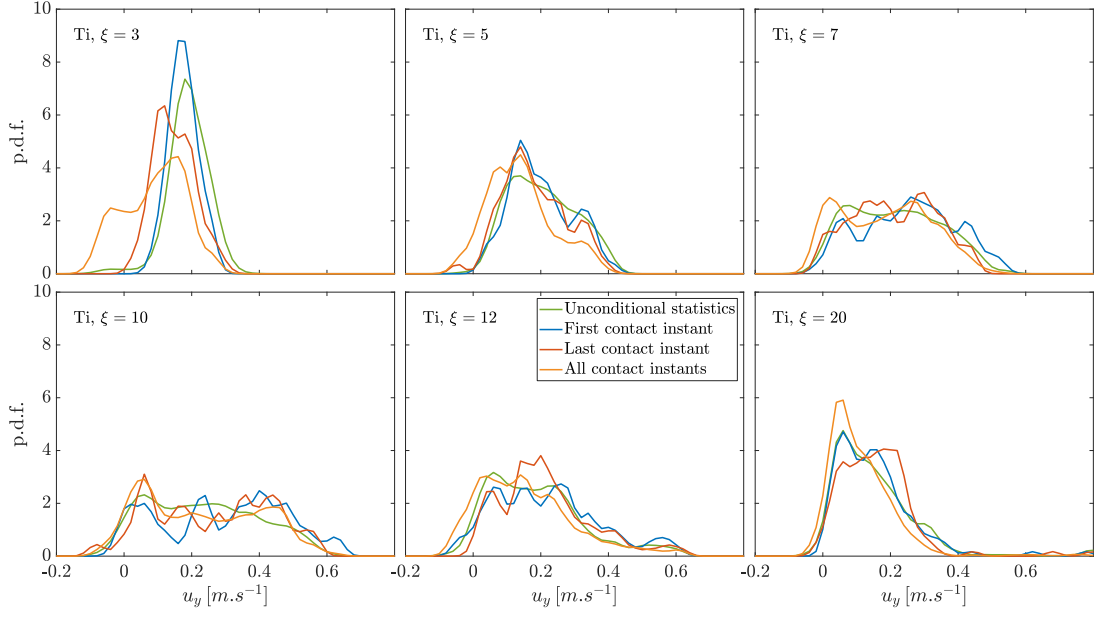 10
8
6
4
2
0
p.d.f.
Ti, ξ = 3
Ti, ξ = 5
Ti, ξ = 7
10
8
6
4
2
0
p.d.f.
Ti, ξ = 10
Ti, ξ = 12
Ti, ξ = 20
Unconditional statistics
First contact instant
Last contact instant
All contact instants
-0.2 0 0.2 0.4 0.6
-0.2 0 0.2 0.4 0.6
-0.2 0 0.2 0.4 0.6
u_y [m.s⁻¹]
u_y [m.s⁻¹]
u_y [m.s⁻¹]